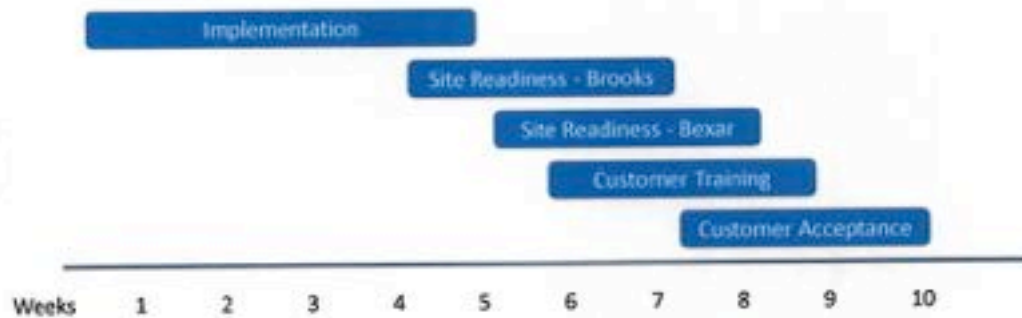 Implementation
Site Readiness - Brooks
Site Readiness - Bexar
Customer Training
Customer Acceptance
Weeks 1 2 3 4 5 6 7 8 9 10